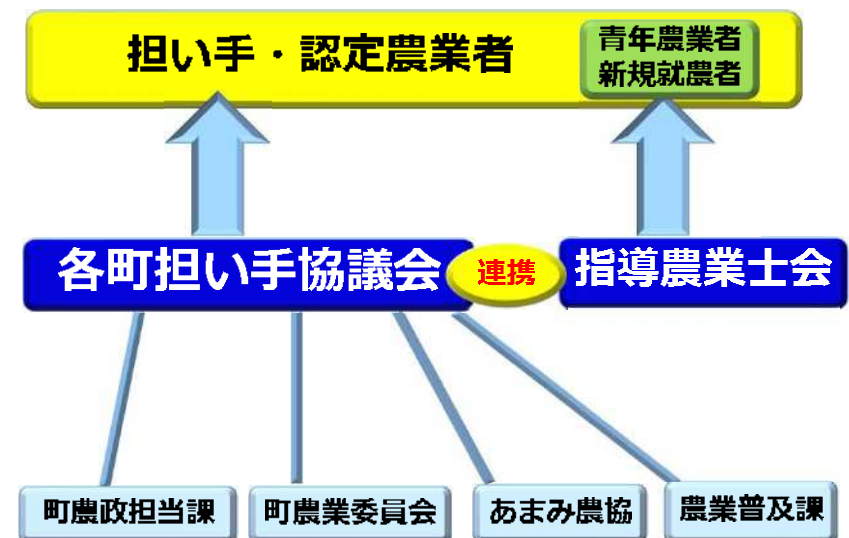 担い手・認定農業者
青年農業者
新規就農者
各町担い手協議会
連携
指導農業士会
町農政担当課
町農業委員会
あまみ農協
農業普及課